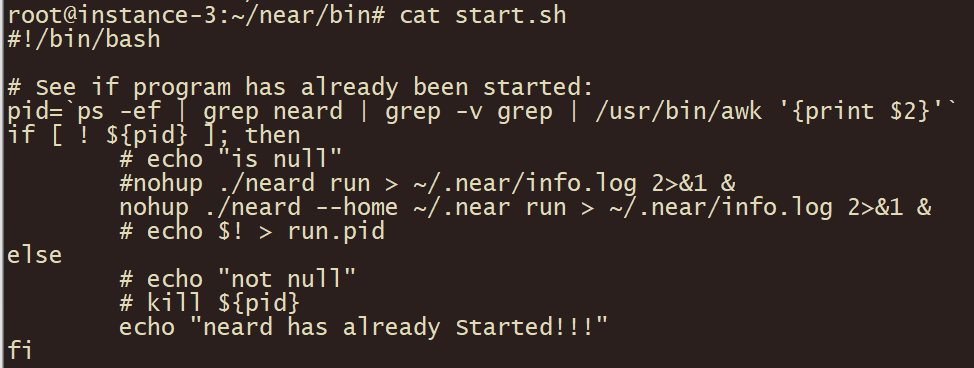 root@instance-3:~/near/bin# cat start.sh
#!/bin/bash

# See if program has already been started:
pid=`ps -ef | grep neard | grep -v grep | /usr/bin/awk '{print $2}'`
if [ ! ${pid} ]; then
        # echo "is null"
        #nohup ./neard run > ~/.near/info.log 2>&1 &
        nohup ./neard --home ~/.near run > ~/.near/info.log 2>&1 &
        # echo $! > run.pid
else
        # echo "not null"
        # kill ${pid}
        echo "neard has already Started!!!"
fi